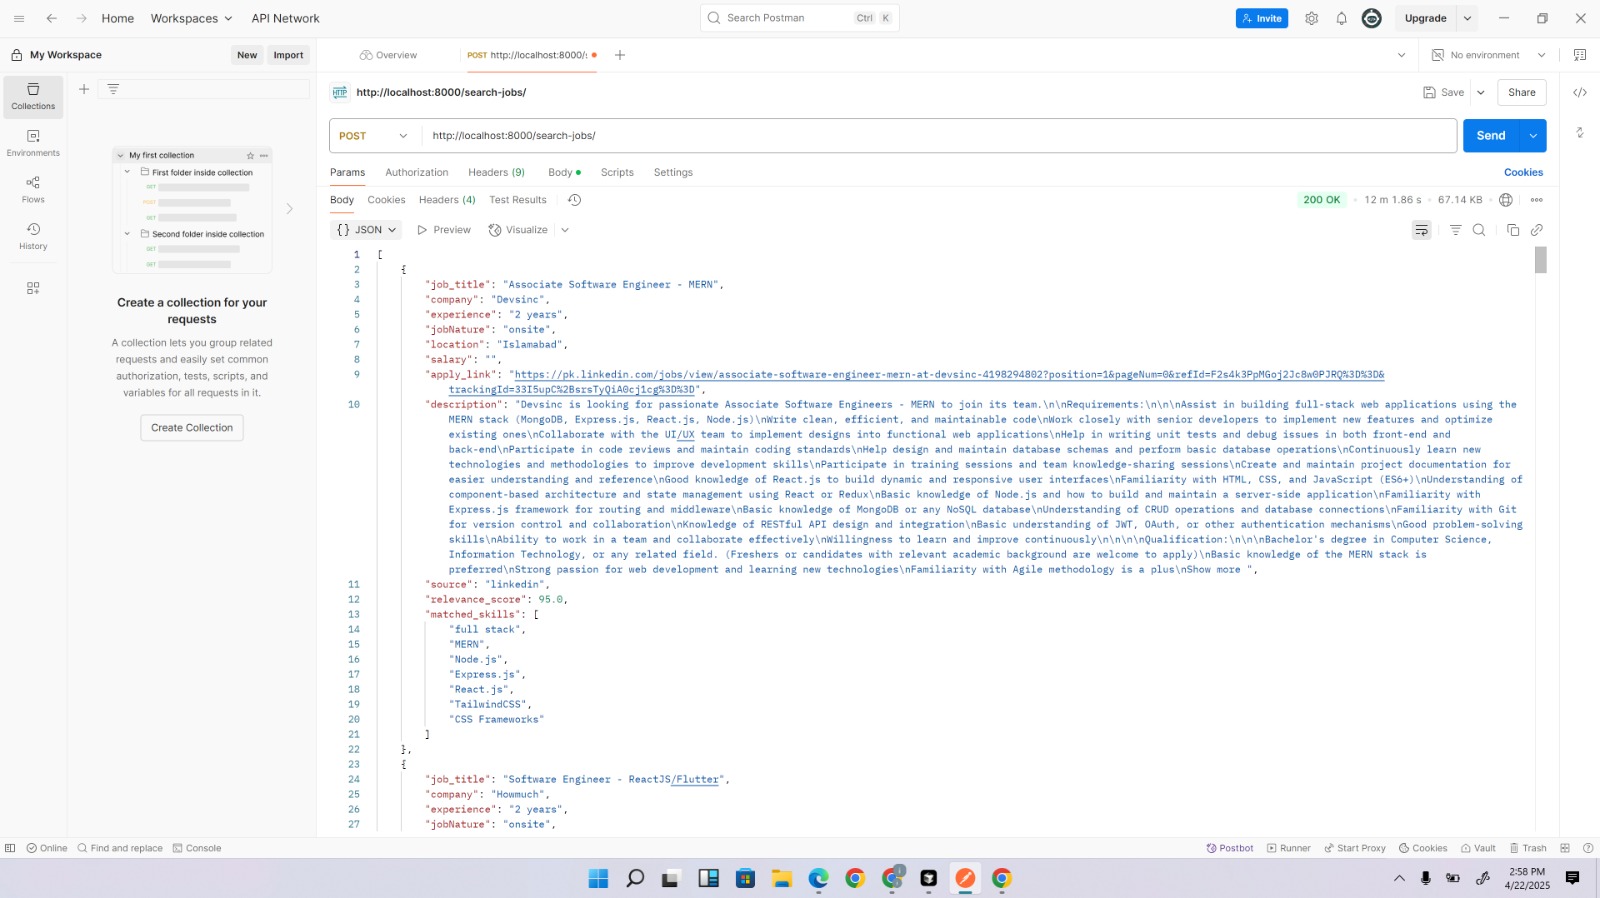 Home
Workspaces
API Network
Search Postman
Ctrl
K
Invite
Upgrade
My Workspace
New
Import
Overview
POST http://localhost:8000/s
No environment
Collections
Environments
Flows
History
My first collection
First folder inside collection
GET
POST
GET
Second folder inside collection
GET
GET
Create a collection for your
requests
A collection lets you group related
requests and easily set common
authorization, tests, scripts, and
variables for all requests in it.
Create Collection
HTTP
http://localhost:8000/search-jobs/
Save
Share
POST
http://localhost:8000/search-jobs/
Send
Params
Authorization
Headers (9)
Body
Scripts
Settings
Cookies
Body
Cookies
Headers (4)
Test Results
200 OK
12 m 1.86 s
67.14 KB
{} JSON
Preview
Visualize
1 [
2 {
3 "job_title": "Associate Software Engineer - MERN",
4 "company": "Devsinc",
5 "experience": "2 years",
6 "jobNature": "onsite",
7 "location": "Islamabad",
8 "salary": "",
9 "apply_link": "https://pk.linkedin.com/jobs/view/associate-software-engineer-mern-at-devsinc-4198294802?position=1&pageNum=0&refId=F2s4k3PpMGoj2Jc8w0PJRQ%3D%3D&
trackingId=33I5upC%2BsrsTyQiA0cj1cg%3D%3D",
10 "description": "Devsinc is looking for passionate Associate Software Engineers - MERN to join its team.\n\nRequirements:\n\n\nAssist in building full-stack web applications using the
MERN stack (MongoDB, Express.js, React.js, Node.js)\nWrite clean, efficient, and maintainable code\nWork closely with senior developers to implement new features and optimize
existing ones\nCollaborate with the UI/UX team to implement designs into functional web applications\nHelp in writing unit tests and debug issues in both front-end and
back-end\nParticipate in code reviews and maintain coding standards\nHelp design and maintain database schemas and perform basic database operations\nContinuously learn new
technologies and methodologies to improve development skills\nParticipate in training sessions and team knowledge-sharing sessions\nCreate and maintain project documentation for
easier understanding and reference\nGood knowledge of React.js to build dynamic and responsive user interfaces\nFamiliarity with HTML, CSS, and JavaScript (ES6+)\nUnderstanding of
component-based architecture and state management using React or Redux\nBasic knowledge of Node.js and how to build and maintain a server-side application\nFamiliarity with
Express.js framework for routing and middleware\nBasic knowledge of MongoDB or any NoSQL database\nUnderstanding of CRUD operations and database connections\nFamiliarity with Git
for version control and collaboration\nKnowledge of RESTful API design and integration\nBasic understanding of JWT, OAuth, or other authentication mechanisms\nGood problem-solving
skills\nAbility to work in a team and collaborate effectively\nWillingness to learn and improve continuously\n\n\n\nQualification:\n\n\nBachelor's degree in Computer Science,
Information Technology, or any related field. (Freshers or candidates with relevant academic background are welcome to apply)\nBasic knowledge of the MERN stack is
preferred\nStrong passion for web development and learning new technologies\nFamiliarity with Agile methodology is a plus\nShow more ",
11 "source": "linkedin",
12 "relevance_score": 95.0,
13 "matched_skills": [
14 "full stack",
15 "MERN",
16 "Node.js",
17 "Express.js",
18 "React.js",
19 "TailwindCSS",
20 "CSS Frameworks"
21 ]
22 },
23 {
24 "job_title": "Software Engineer - ReactJS/Flutter",
25 "company": "Howmuch",
26 "experience": "2 years",
27 "jobNature": "onsite",
Online
Find and replace
Console
Postbot
Runner
Start Proxy
Cookies
Vault
Trash
2:58 PM
4/22/2025